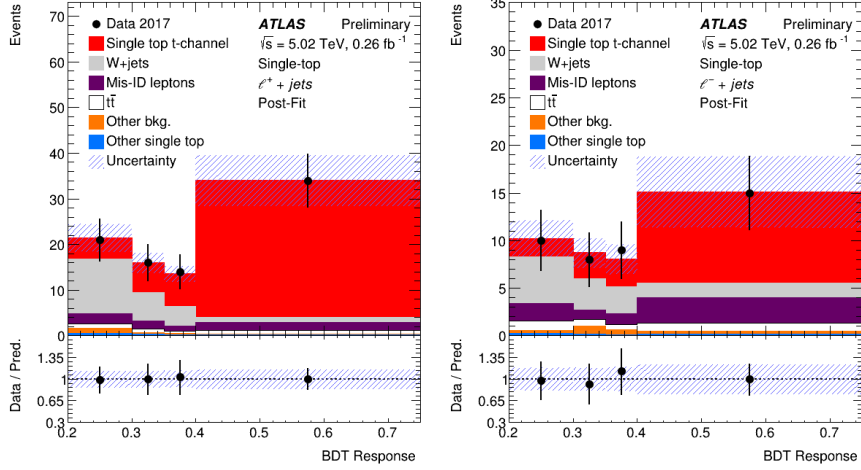 Events
70
60
50
40
30
20
10
0
Data 2017
Single top t-channel
W+jets
Mis-ID leptons
tt̄
Other bkg.
Other single top
Uncertainty
ATLAS Preliminary
√s = 5.02 TeV, 0.26 fb⁻¹
Single-top
ℓ⁺ + jets
Post-Fit
Data / Pred.
1.35
1
0.65
0.3
0.2 0.3 0.4 0.5 0.6 0.7
BDT Response
Events
35
30
25
20
15
10
5
0
Data 2017
Single top t-channel
W+jets
Mis-ID leptons
tt̄
Other bkg.
Other single top
Uncertainty
ATLAS Preliminary
√s = 5.02 TeV, 0.26 fb⁻¹
Single-top
ℓ⁻ + jets
Post-Fit
Data / Pred.
1.35
1
0.65
0.3
0.2 0.3 0.4 0.5 0.6 0.7
BDT Response